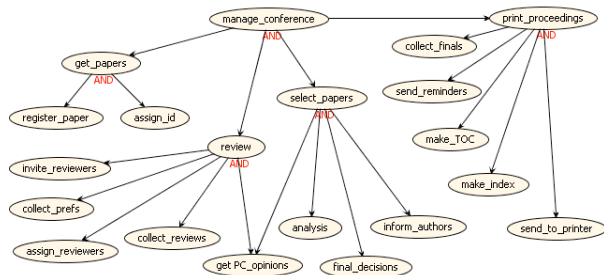 manage_conference
print_proceedings
AND
AND
collect_finals
get_papers
AND
send_reminders
select_papers
AND
register_paper
assign_id
make_TOC
review
AND
invite_reviewers
make_index
collect_prefs
analysis
inform_authors
send_to_printer
collect_reviews
assign_reviewers
get PC_opinions
final_decisions